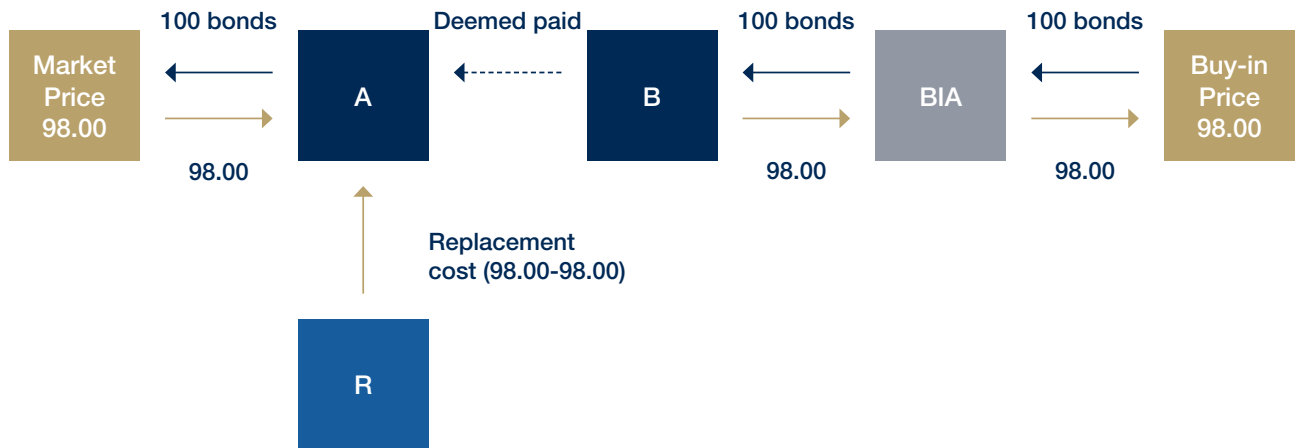 100 bonds
Deemed paid
100 bonds
100 bonds
Market
Price
98.00
A
B
BIA
Buy-in
Price
98.00
98.00
98.00
98.00
Replacement
cost (98.00-98.00)
R